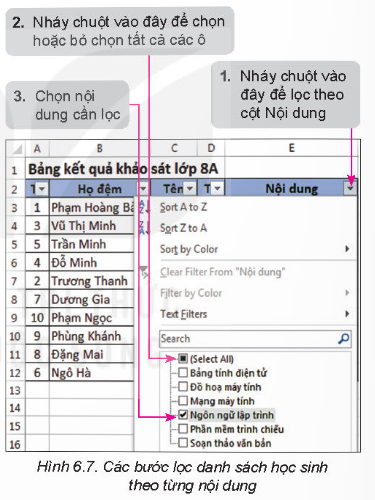 2. Nháy chuột vào đây để chọn
hoặc bỏ chọn tất cả các ô
1. Nháy chuột vào
đây để lọc theo
cột Nội dung
3. Chọn nội
dung cần lọc
A B C D E
1 Bảng kết quả khảo sát lớp 8A
2 T Họ đệm Tên T Nội dung
3 1 Phạm Hoàng Bả
4 3 Vũ Thị Minh
5 5 Trần Minh
6 4 Đỗ Minh
7 2 Trương Thanh
8 7 Dương Gia
9 10 Phạm Ngọc
10 9 Phùng Khánh
11 8 Đặng Mai
12 6 Ngô Hà
13
14
15
16
Sort A to Z
Sort Z to A
Sort by Color
Clear Filter From "Nội dung"
Filter by Color
Text Filters
Search
(Select All)
Bảng tính điện tử
Đồ hoạ máy tính
Mạng máy tính
Ngôn ngữ lập trình
Phần mềm trình chiếu
Soạn thảo văn bản
Hình 6.7. Các bước lọc danh sách học sinh
theo từng nội dung